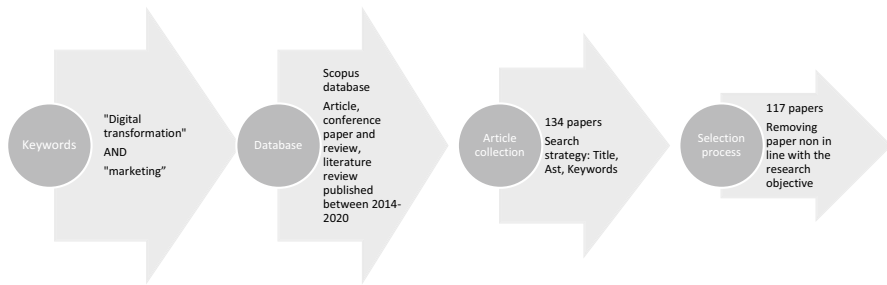 Keywords
"Digital
transformation"
AND
"marketing”
Database
Scopus
database
Article,
conference
paper and
review,
literature
review
published
between 2014-
2020
Article
collection
134 papers
Search
strategy: Title,
Ast, Keywords
Selection
process
117 papers
Removing
paper non in
line with the
research
objective